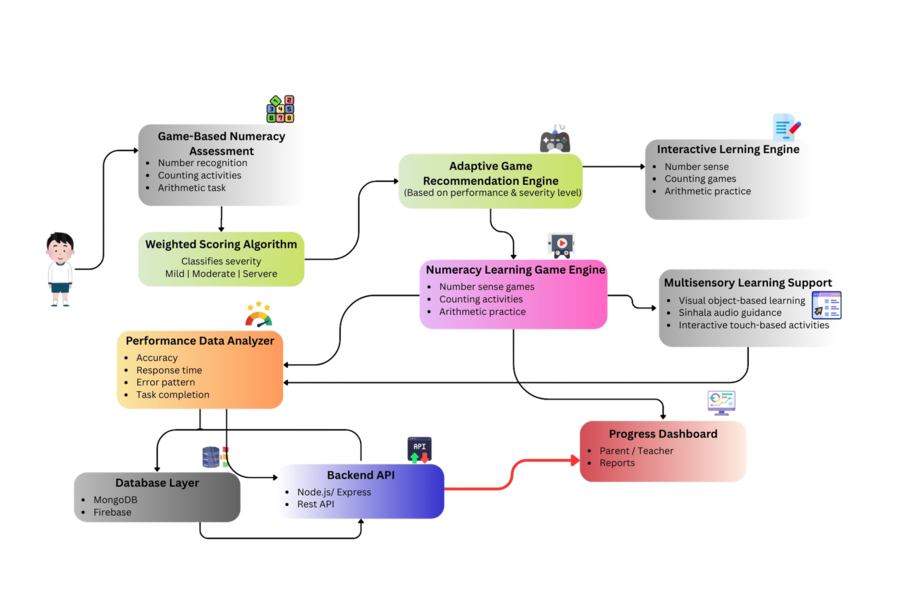 Game-Based Numeracy
Assessment
• Number recognition
• Counting activities
• Arithmetic task
Weighted Scoring Algorithm
Classifies severity
Mild | Moderate | Servere
Adaptive Game
Recommendation Engine
(Based on performance & severity level)
Interactive Lerning Engine
• Number sense
• Counting games
• Arithmetic practice
Numeracy Learning Game Engine
• Number sense games
• Counting activities
• Arithmetic practice
Multisensory Learning Support
• Visual object-based learning
• Sinhala audio guidance
• Interactive touch-based activities
Performance Data Analyzer
• Accuracy
• Response time
• Error pattern
• Task completion
Progress Dashboard
• Parent / Teacher
• Reports
API
Backend API
• Node.js/ Express
• Rest API
Database Layer
• MongoDB
• Firebase